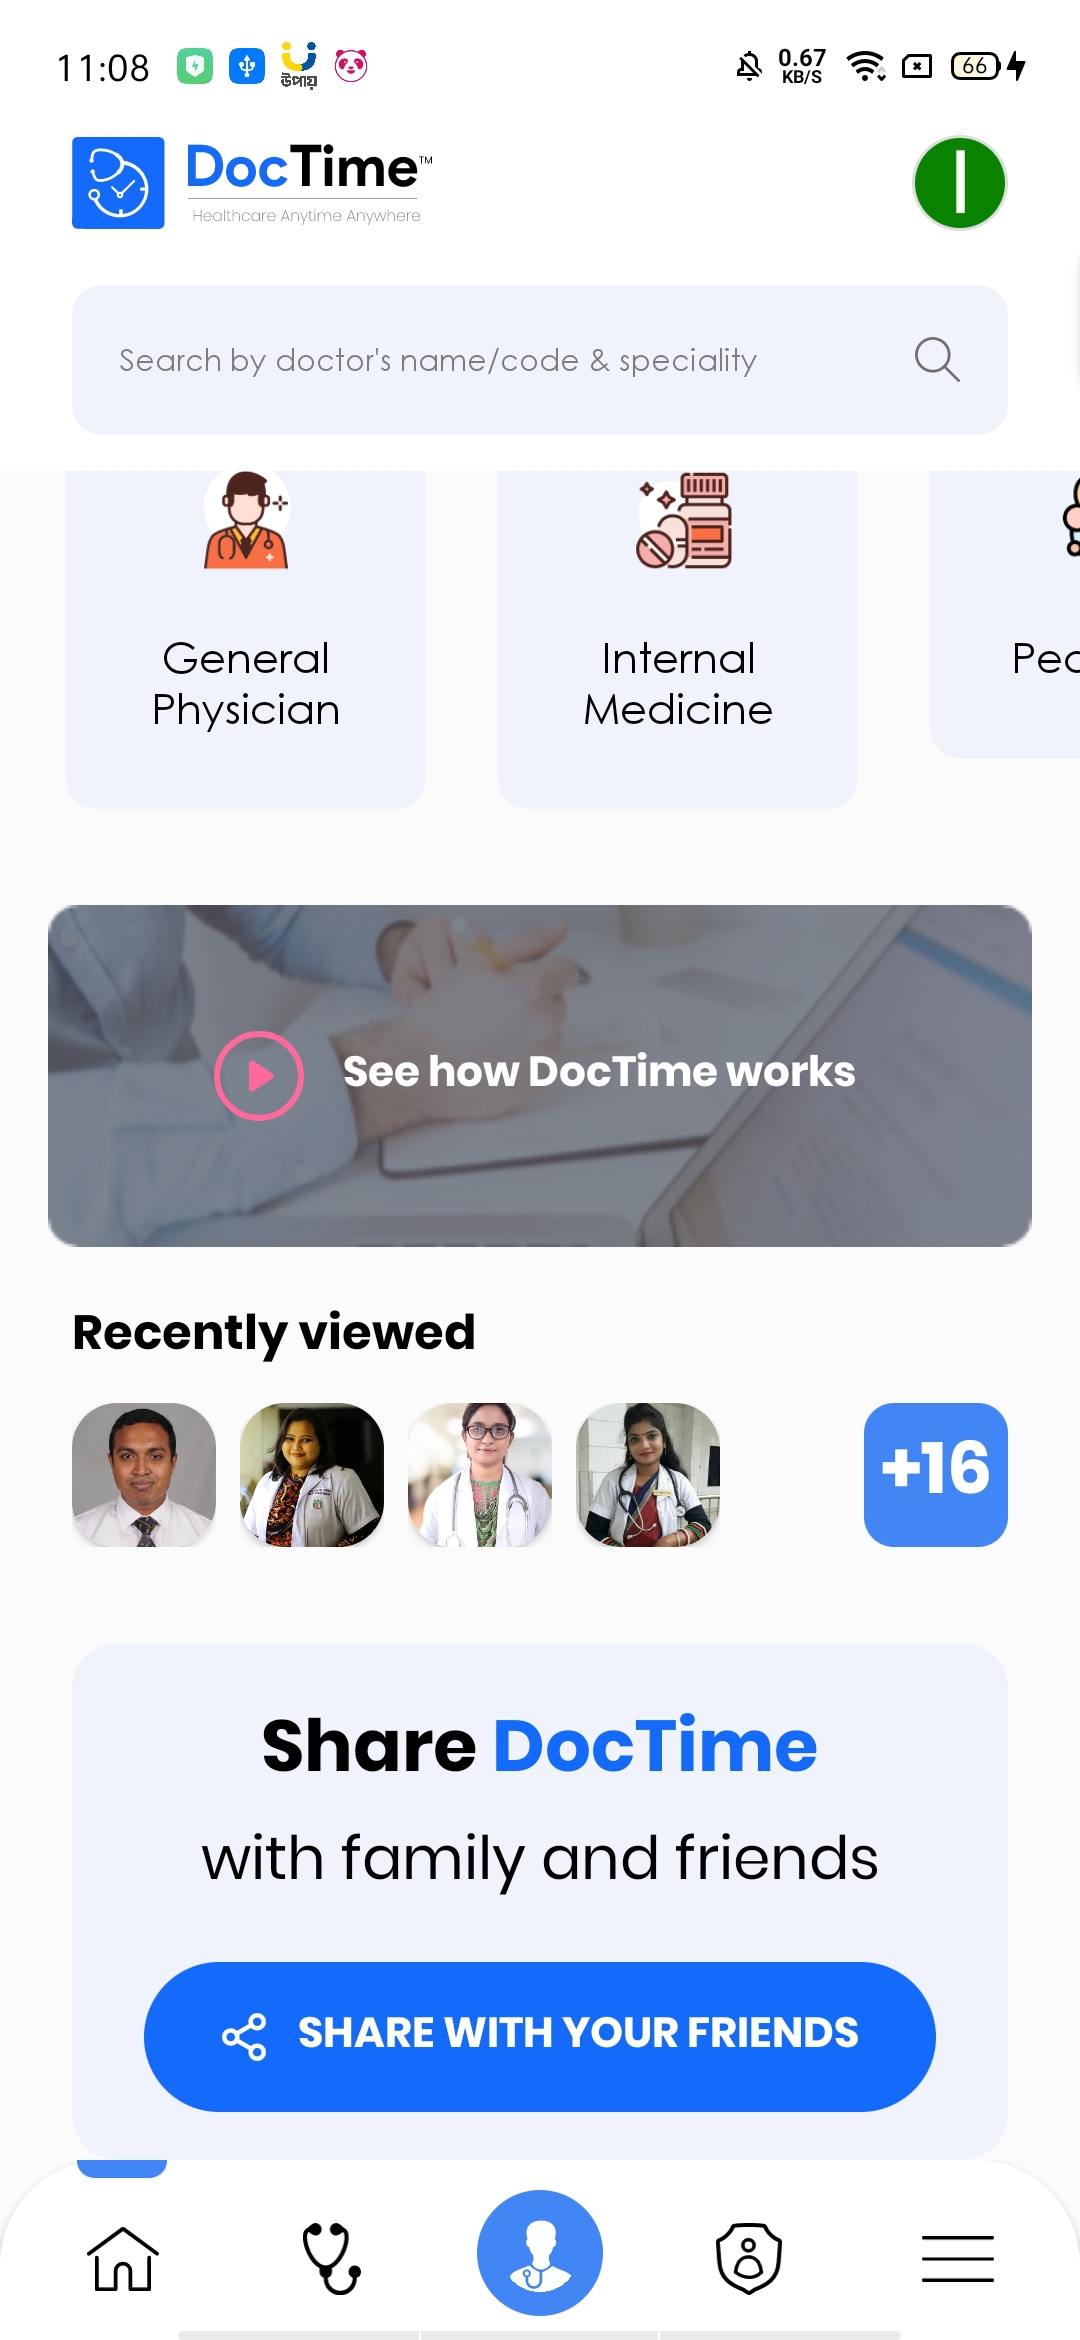 11:08
উপায়
0.67
KB/S
66
DocTime™
Healthcare Anytime Anywhere
Search by doctor's name/code & speciality
General
Physician
Internal
Medicine
See how DocTime works
Recently viewed
+16
Share DocTime
with family and friends
SHARE WITH YOUR FRIENDS